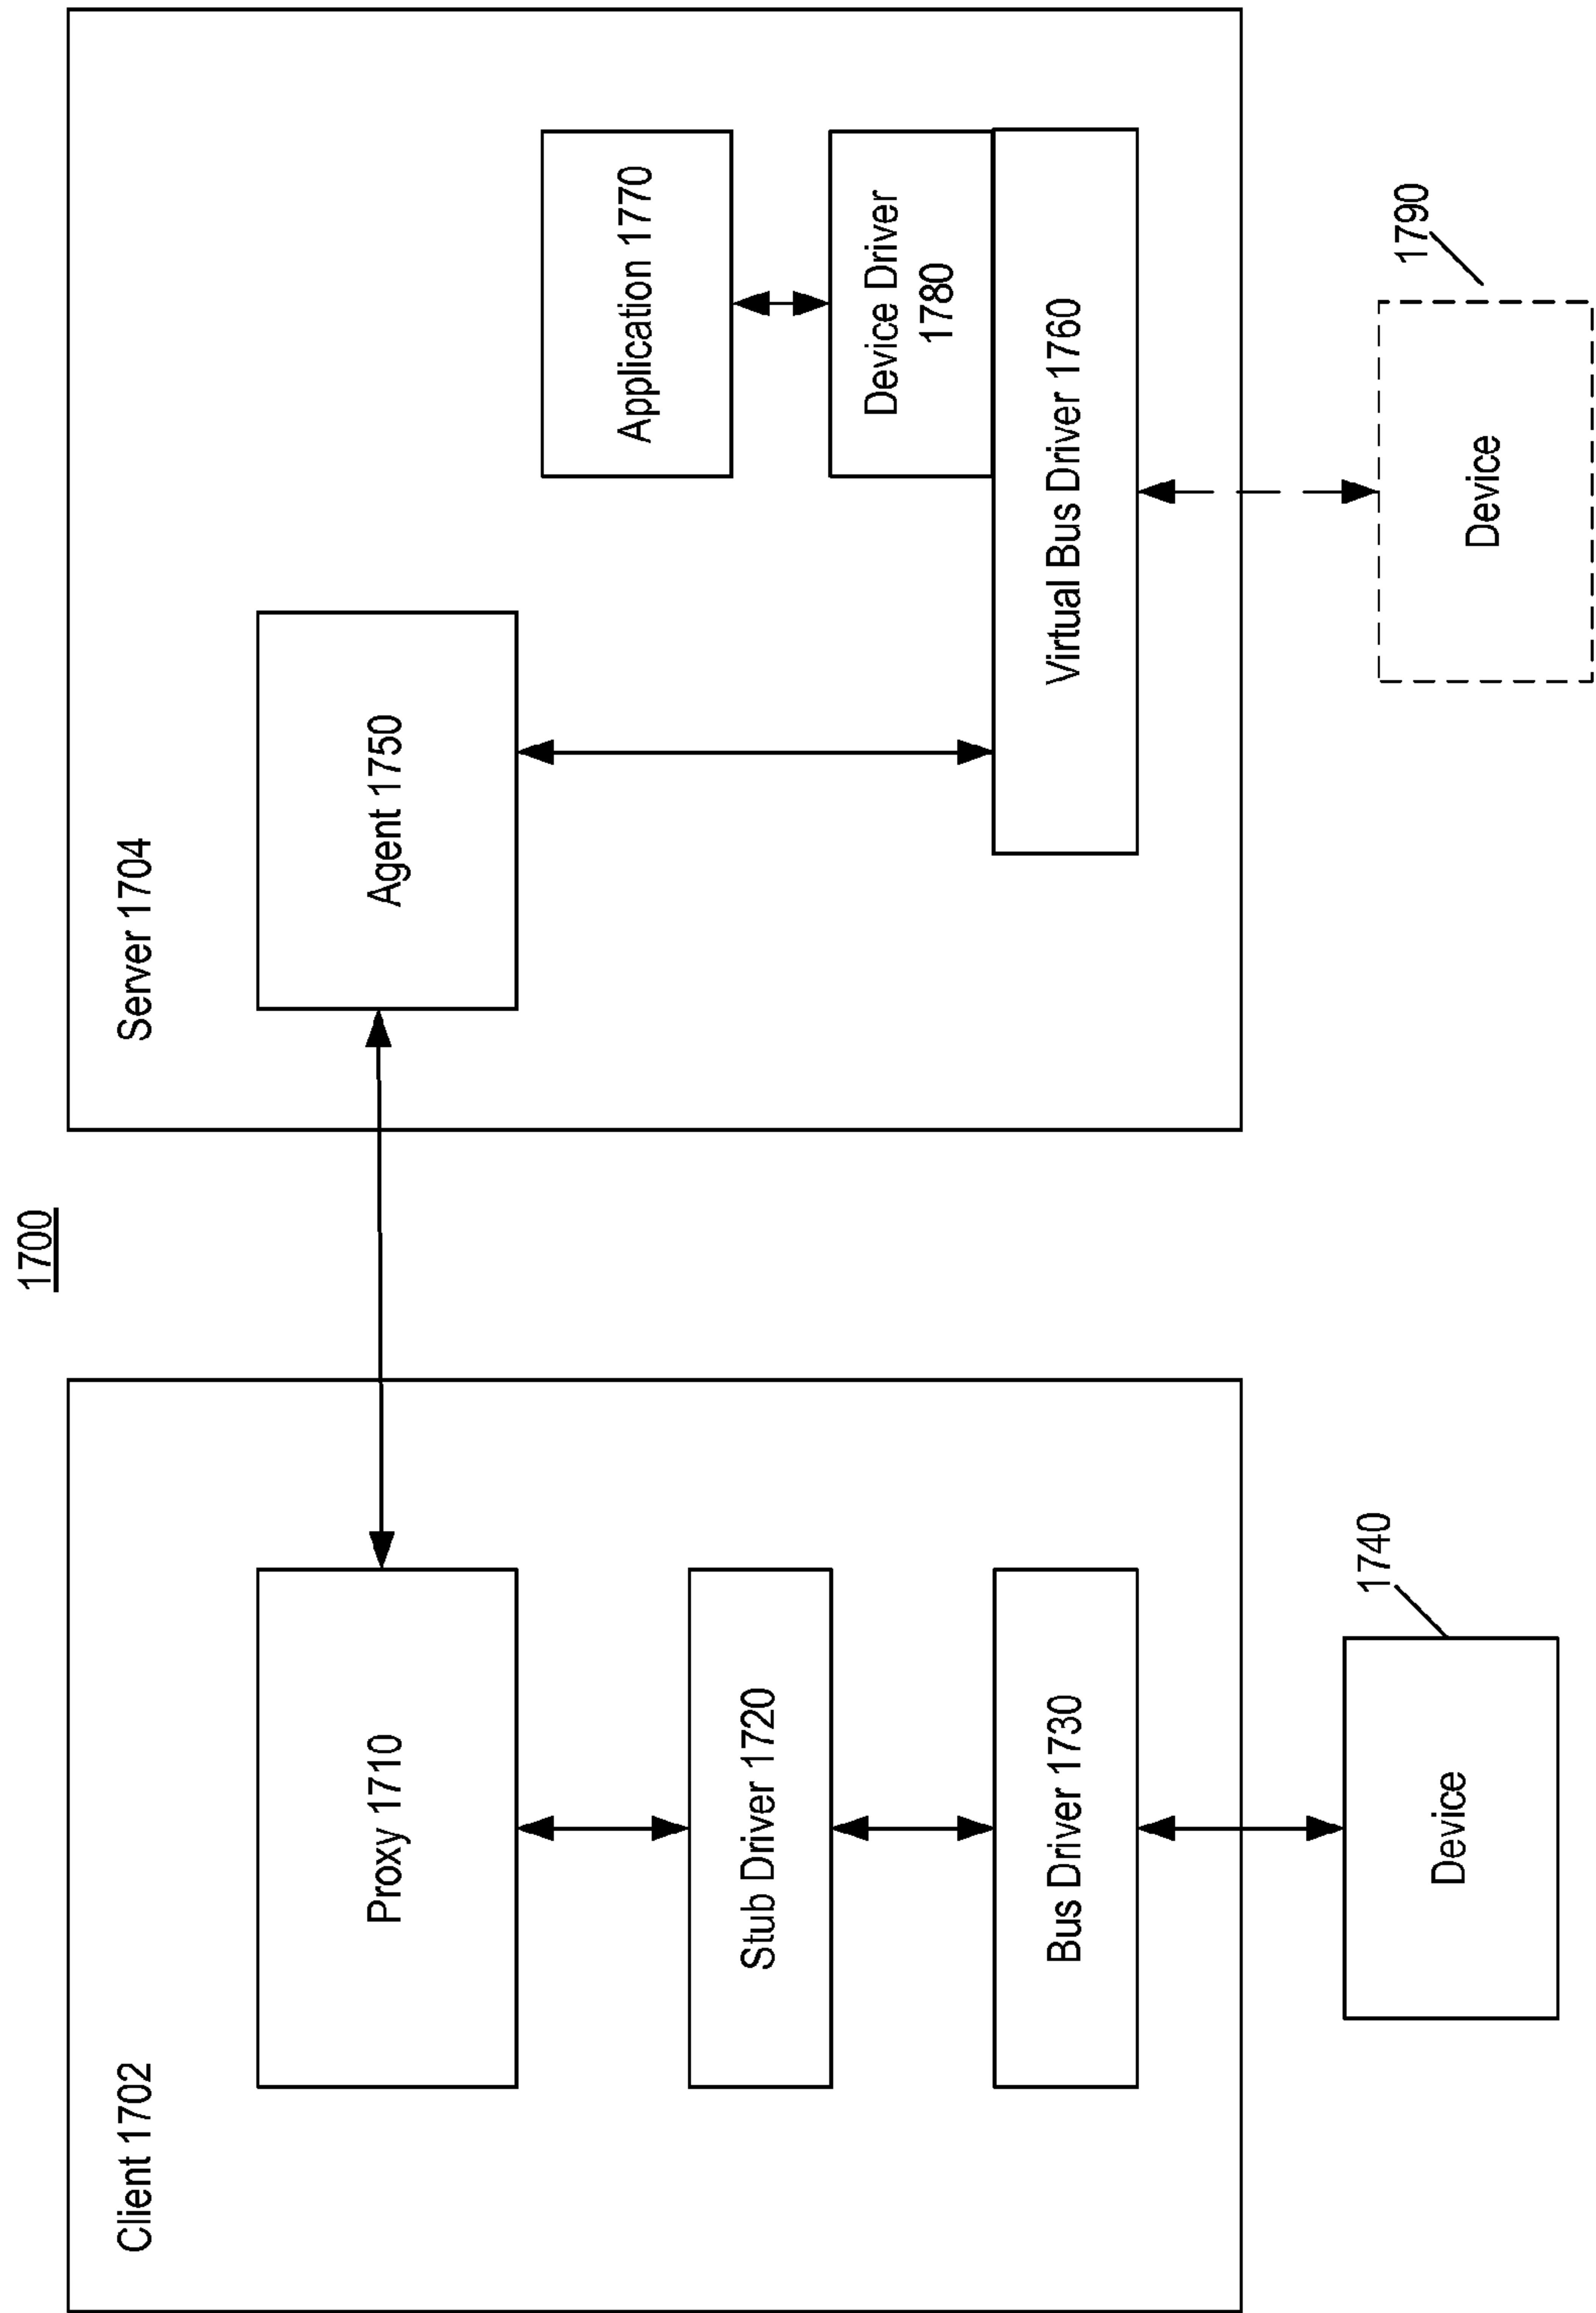 1700
Client 1702
Proxy 1710
Stub Driver 1720
Bus Driver 1730
Device
1740
Server 1704
Agent 1750
Application 1770
Device Driver
1780
Virtual Bus Driver 1760
Device
1790